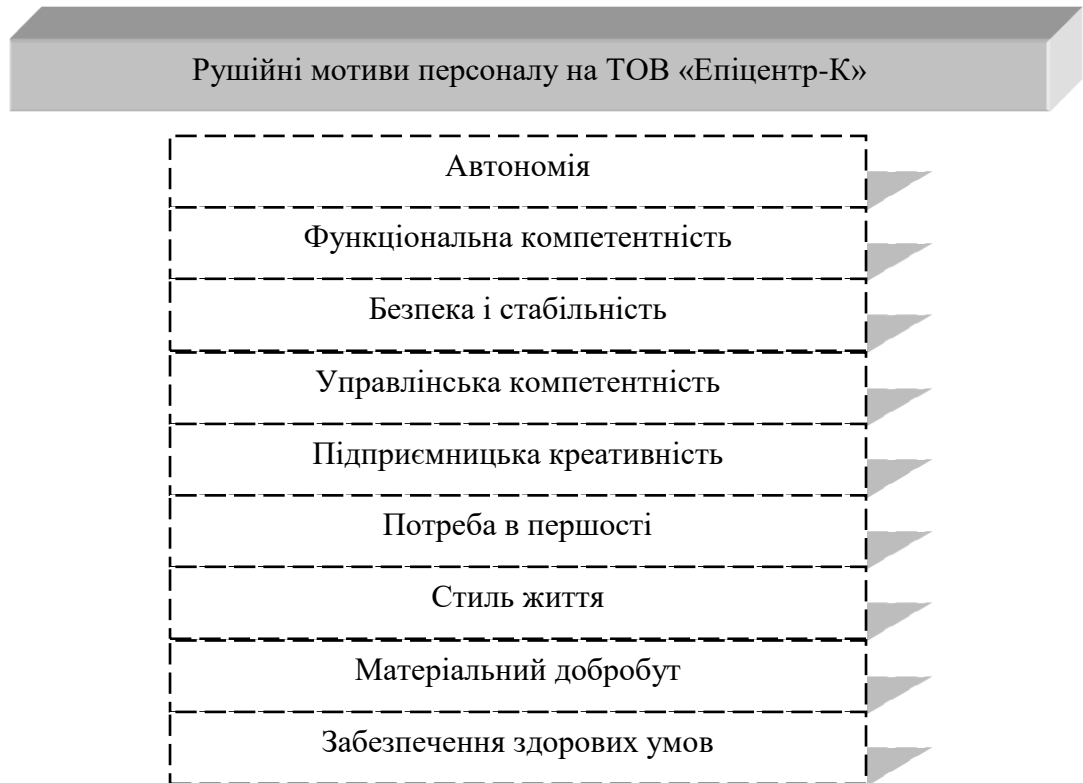 Рушійні мотиви персоналу на ТОВ «Епіцентр-К»
Автономія
Функціональна компетентність
Безпека і стабільність
Управлінська компетентність
Підприємницька креативність
Потреба в першості
Стиль життя
Матеріальний добробут
Забезпечення здорових умов